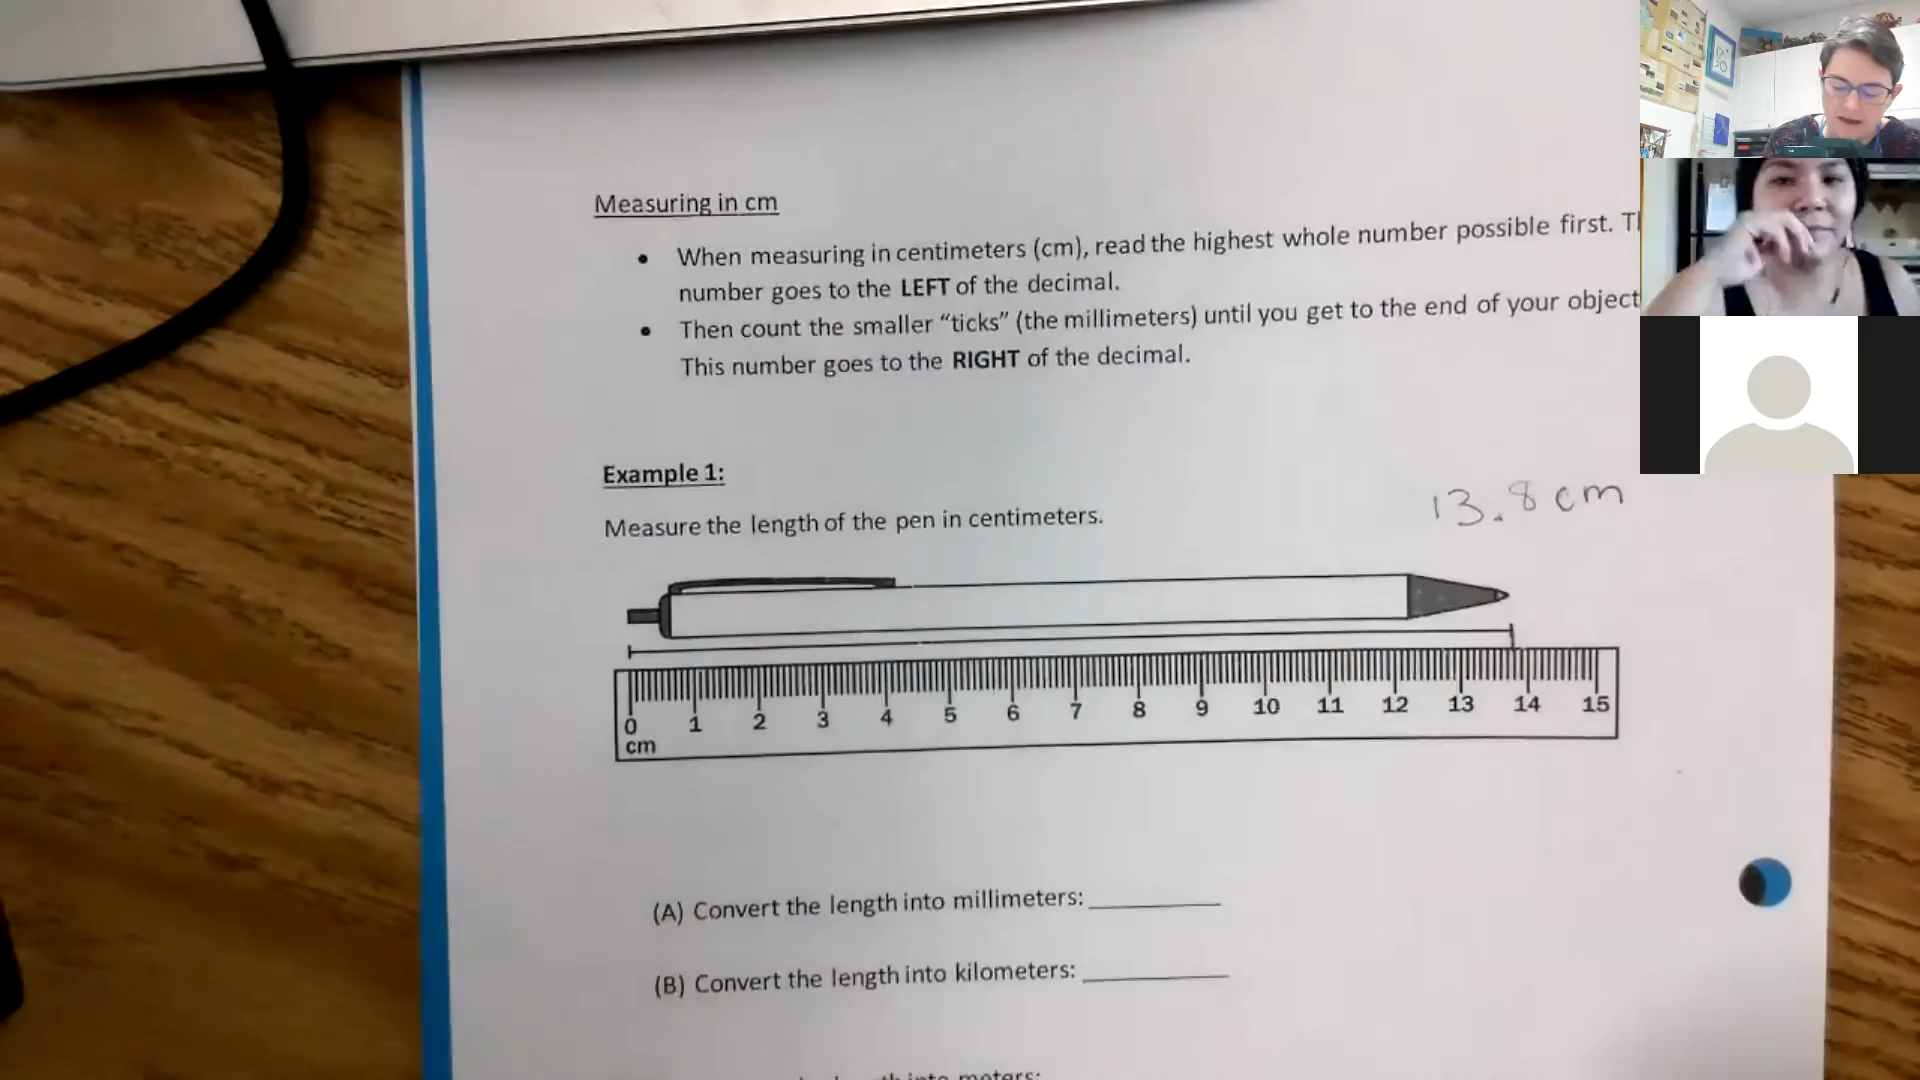 Measuring in cm
When measuring in centimeters (cm), read the highest whole number possible first.
number goes to the LEFT of the decimal.
Then count the smaller “ticks” (the millimeters) until you get to the end of your object
This number goes to the RIGHT of the decimal.
Example 1:
13.8 cm
Measure the length of the pen in centimeters.
0 1 2 3 4 5 6 7 8 9 10 11 12 13 14 15
cm
(A) Convert the length into millimeters:
(B) Convert the length into kilometers:
into meters: